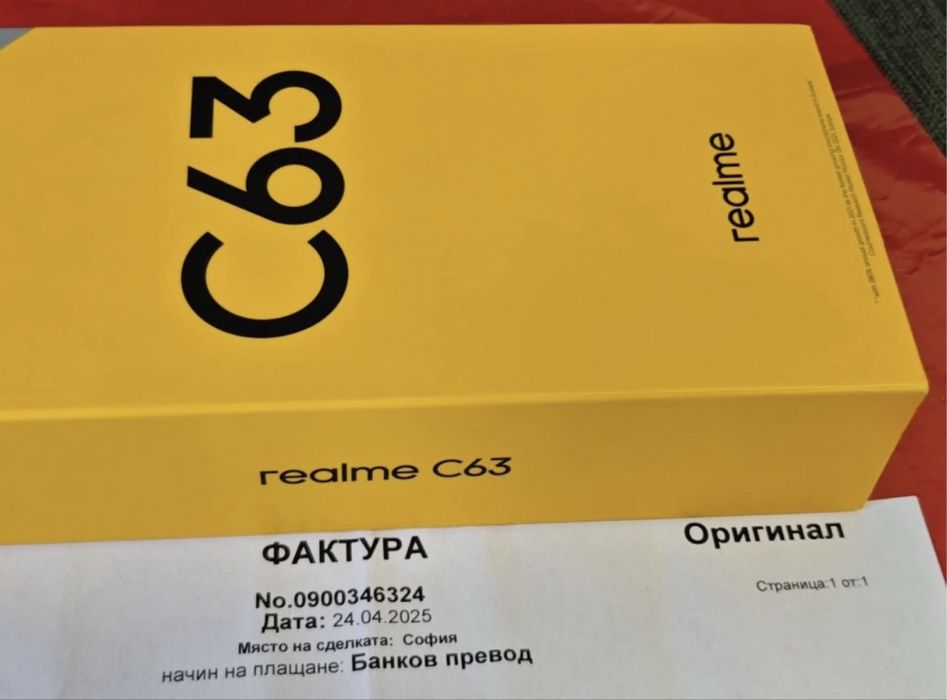 C63
realme
realme C63
ФАКТУРА
Оригинал
No.0900346324
Страница:1 от:1
Дата: 24.04.2025
Място на сделката: София
начин на плащане: Банков превод